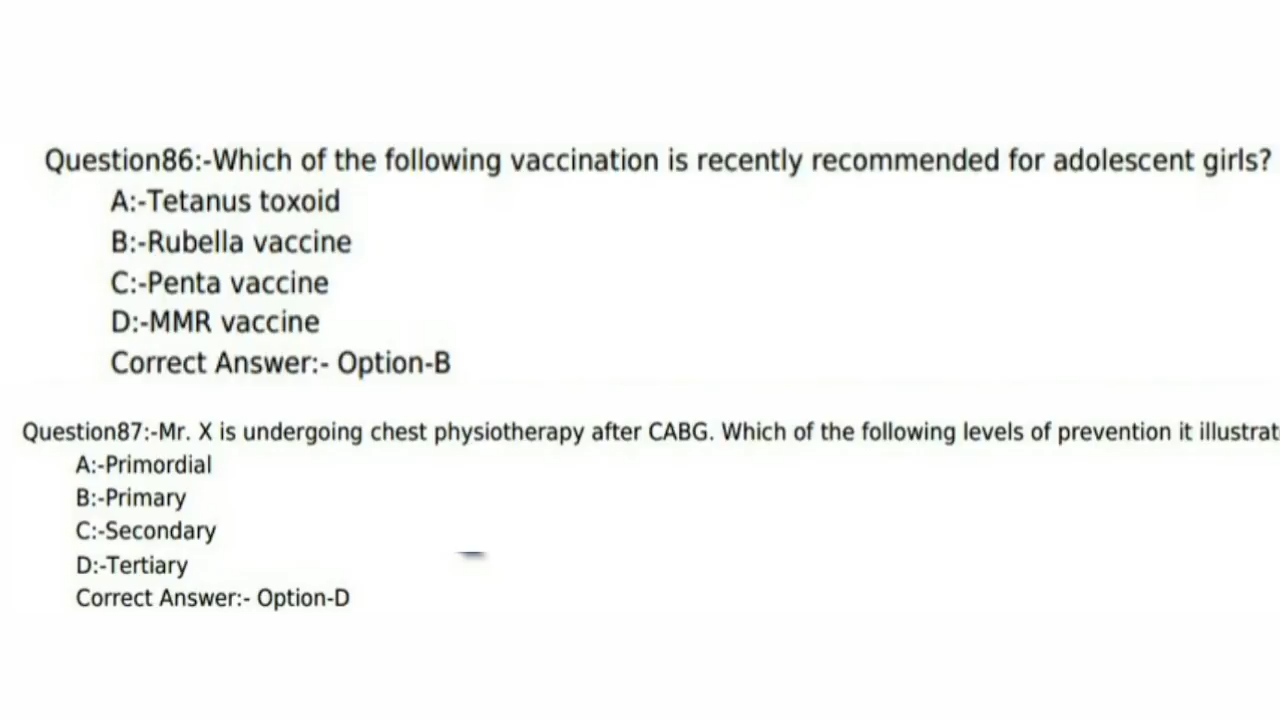 Question86:-Which of the following vaccination is recently recommended for adolescent girls?
A:-Tetanus toxoid
B:-Rubella vaccine
C:-Penta vaccine
D:-MMR vaccine
Correct Answer:- Option-B
Question87:-Mr. X is undergoing chest physiotherapy after CABG. Which of the following levels of prevention it illustrat
A:-Primordial
B:-Primary
C:-Secondary
D:-Tertiary
Correct Answer:- Option-D